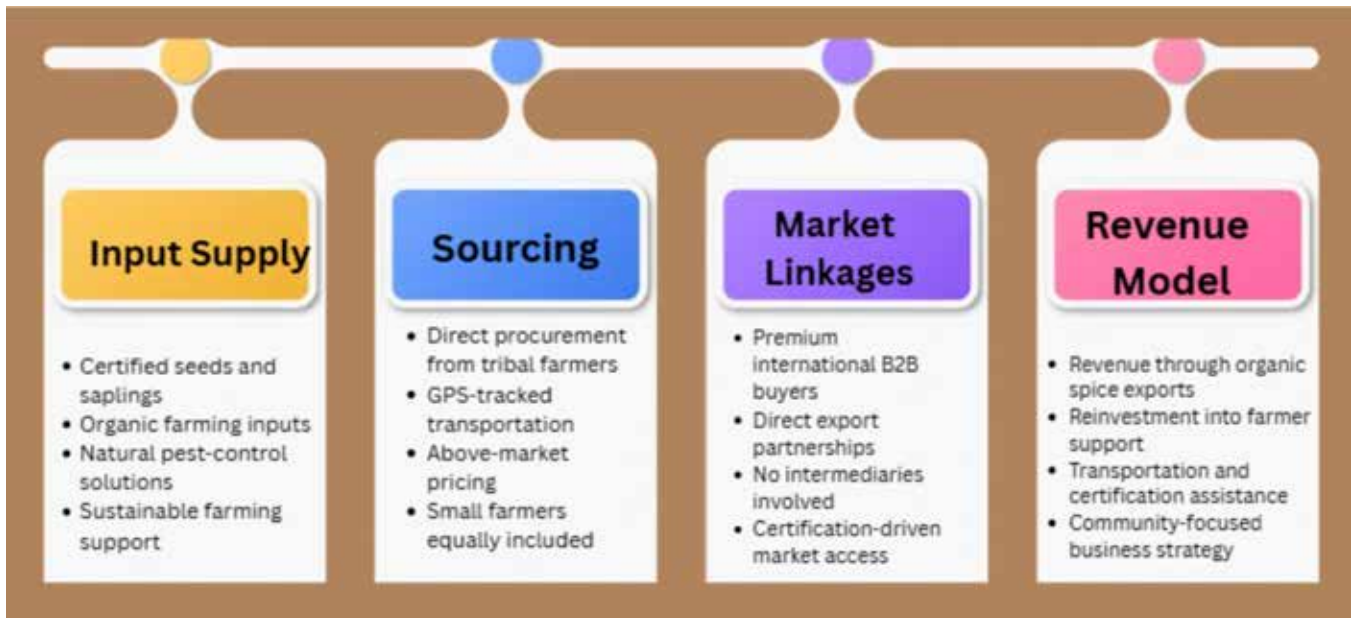 Input Supply
• Certified seeds and
saplings
• Organic farming inputs
• Natural pest-control
solutions
• Sustainable farming
support
Sourcing
• Direct procurement
from tribal farmers
• GPS-tracked
transportation
• Above-market
pricing
• Small farmers
equally included
Market
Linkages
• Premium
international B2B
buyers
• Direct export
partnerships
• No intermediaries
involved
• Certification-driven
market access
Revenue
Model
• Revenue through organic
spice exports
• Reinvestment into farmer
support
• Transportation and
certification assistance
• Community-focused
business strategy